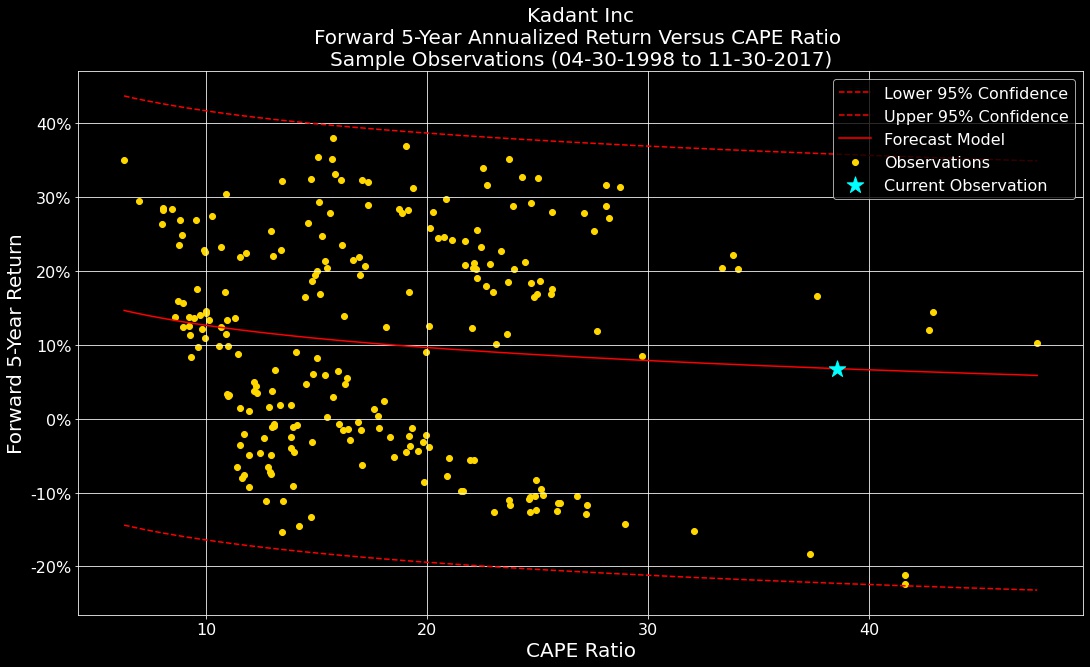 Kadant Inc
Forward 5-Year Annualized Return Versus CAPE Ratio
Sample Observations (04-30-1998 to 11-30-2017)
Lower 95% Confidence
Upper 95% Confidence
Forecast Model
Observations
Current Observation
Forward 5-Year Return
40%
30%
20%
10%
0%
-10%
-20%
10
20
30
40
CAPE Ratio